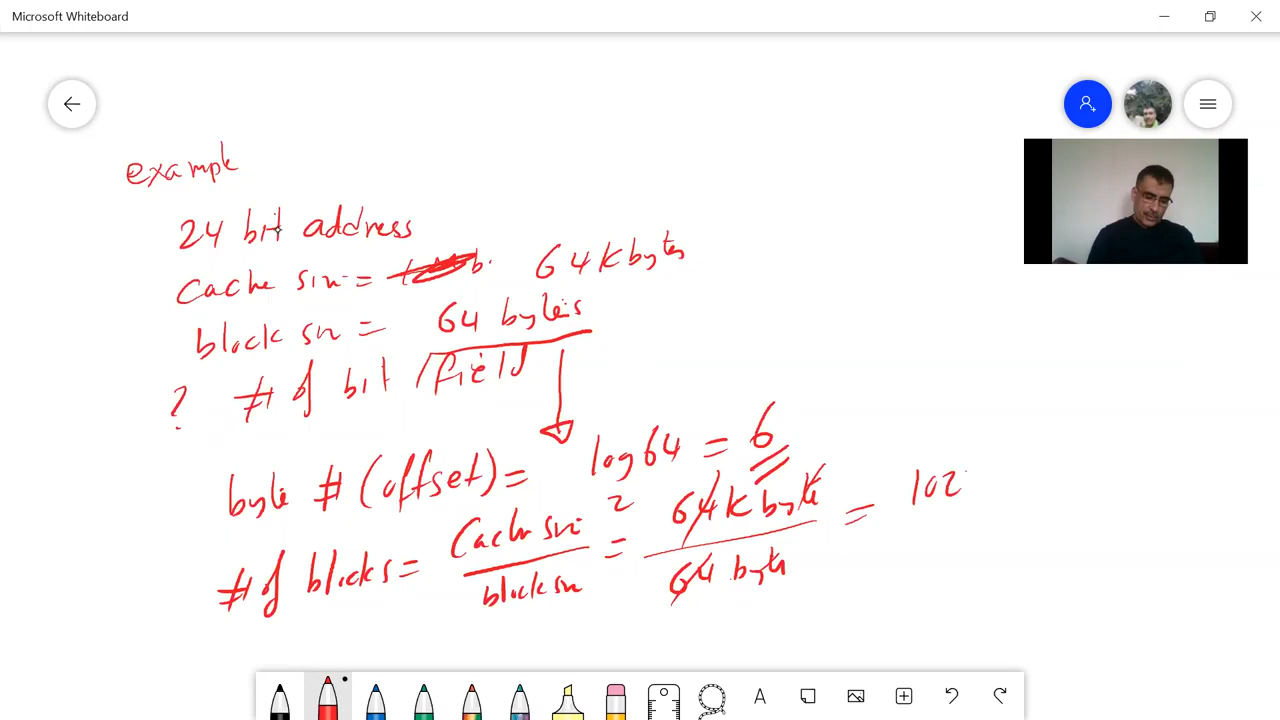 Microsoft Whiteboard
example
24 bit address
cache size = 64 Kbytes
block size = 64 bytes
? # of bit / field
byte # (offset) = log 2 64 = 6
# of blocks = Cache size / block size = 64 K byte / 64 byte = 102
A